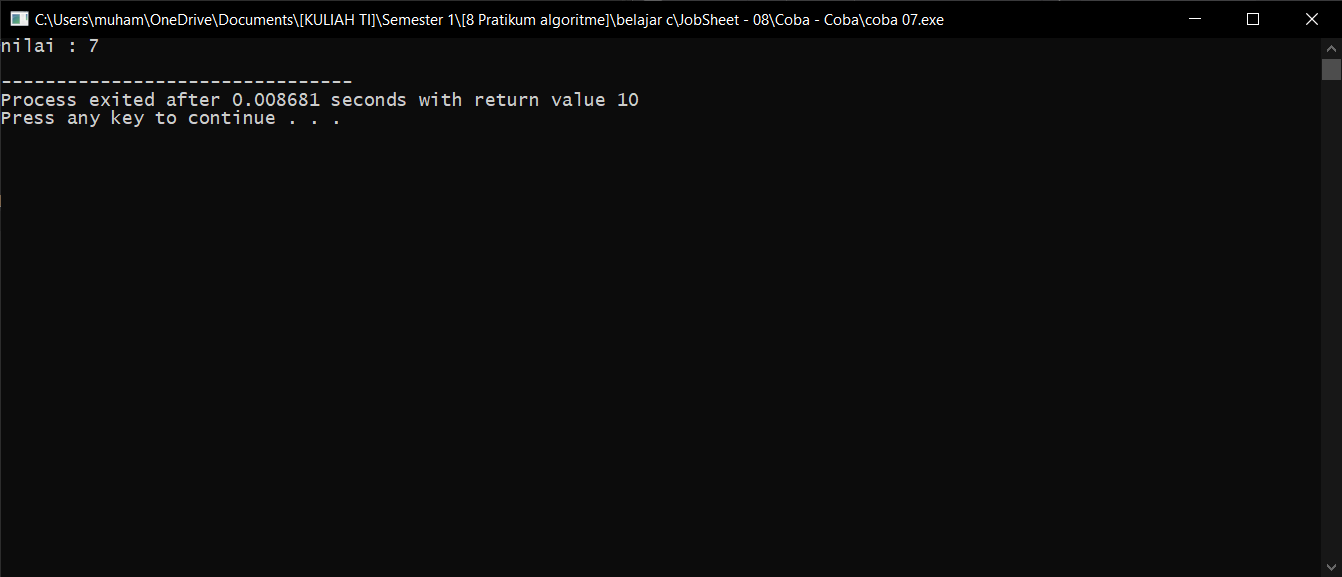 C:\Users\muham\OneDrive\Documents\[KULIAH TI]\Semester 1\[8 Pratikum algoritme]\belajar c\JobSheet - 08\Coba - Coba\coba 07.exe
nilai : 7
--------------------------------
Process exited after 0.008681 seconds with return value 10
Press any key to continue . . .